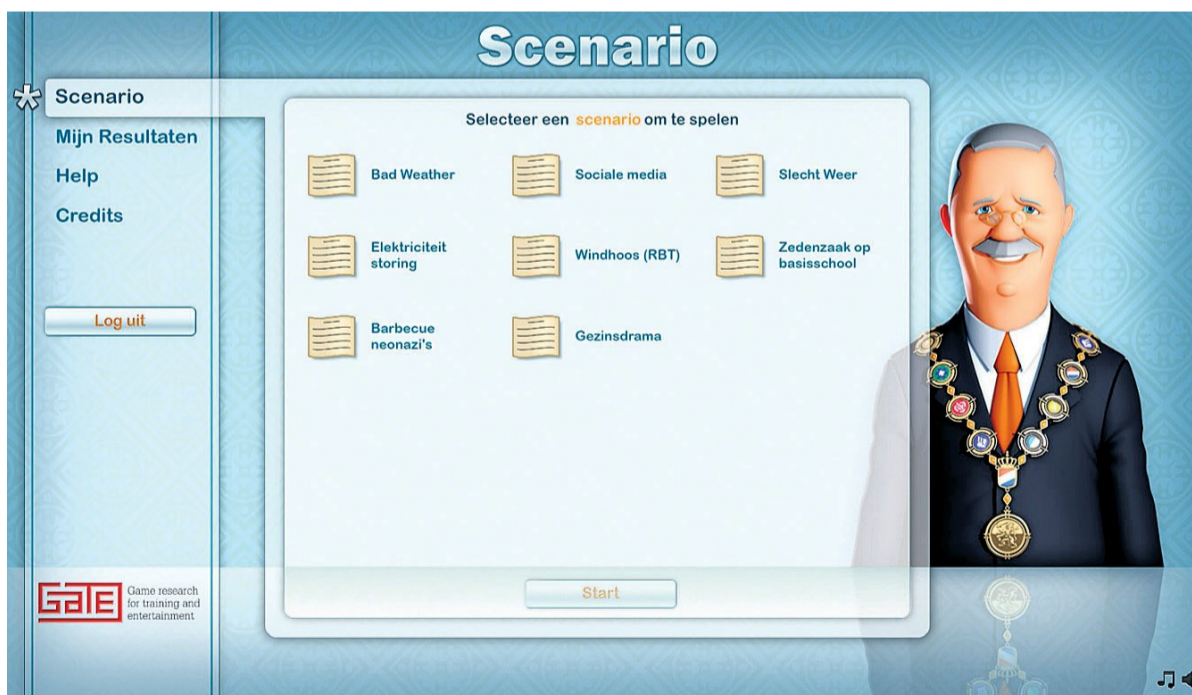 Scenario
Scenario
Mijn Resultaten
Help
Credits
Log uit
Selecteer een scenario om te spelen
Bad Weather
Sociale media
Slecht Weer
Elektriciteit
storing
Windhoos (RBT)
Zedenzaak op
basisschool
Barbecue
neonazi's
Gezinsdrama
Start
GATE
Game research
for training and
entertainment